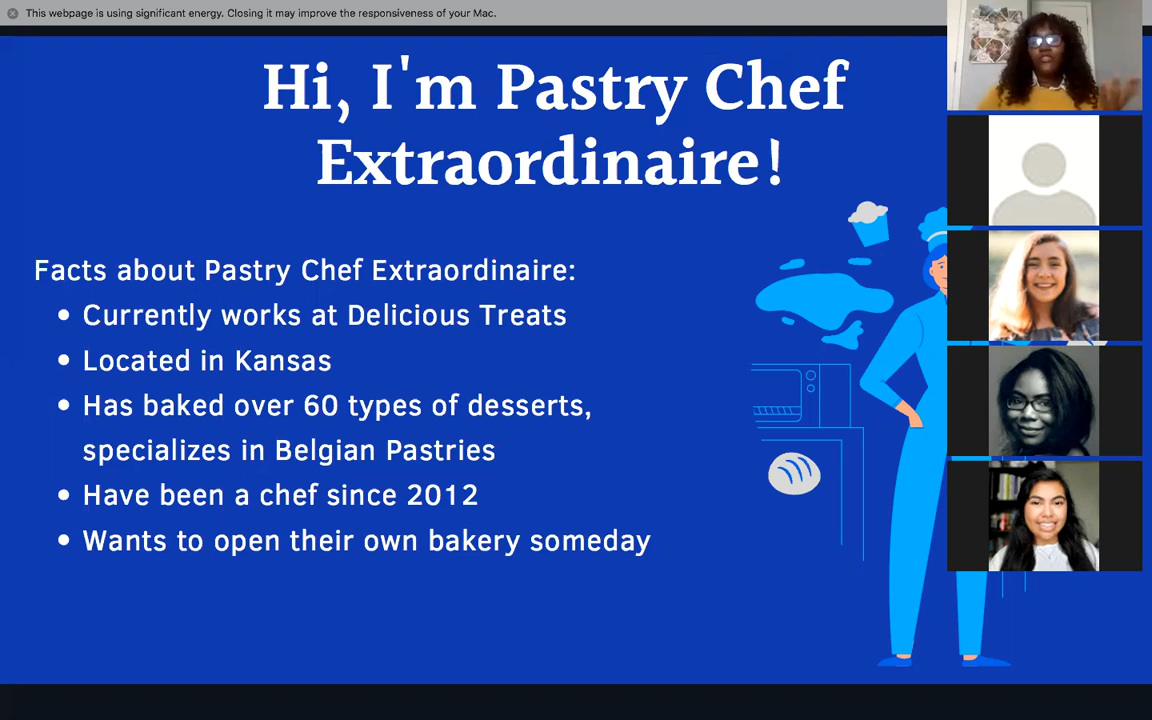 This webpage is using significant energy. Closing it may improve the responsiveness of your Mac.
Hi, I'm Pastry Chef
Extraordinaire!
Facts about Pastry Chef Extraordinaire:
• Currently works at Delicious Treats
• Located in Kansas
• Has baked over 60 types of desserts,
specializes in Belgian Pastries
• Have been a chef since 2012
• Wants to open their own bakery someday